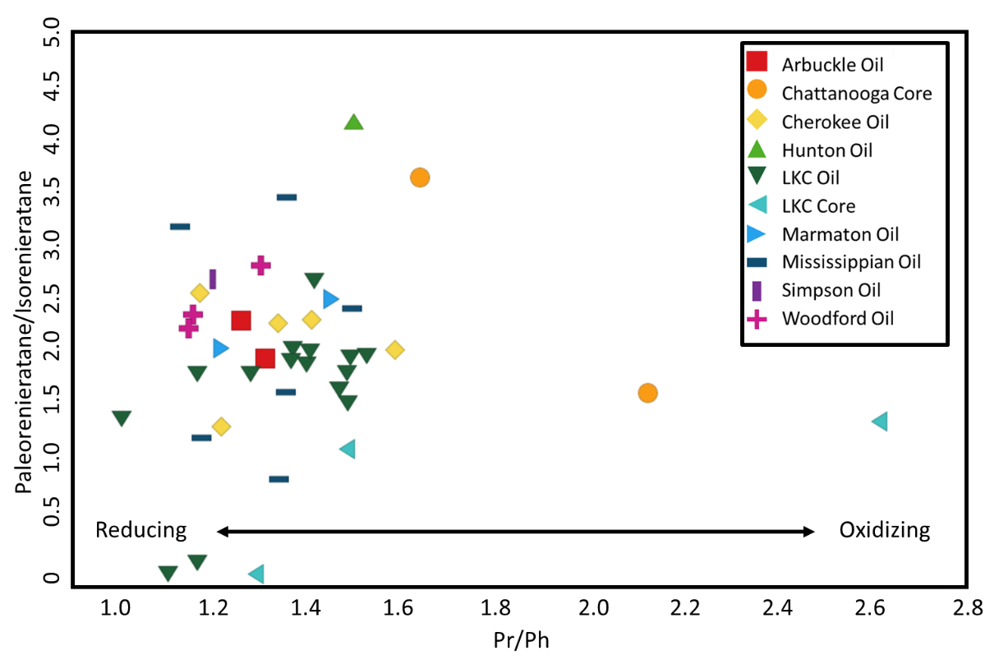 Paleorenieratane/Isorenieratane
5.0
4.5
4.0
3.5
3.0
2.5
2.0
1.5
1.0
0.5
0
Arbuckle Oil
Chattanooga Core
Cherokee Oil
Hunton Oil
LKC Oil
LKC Core
Marmaton Oil
Mississippian Oil
Simpson Oil
Woodford Oil
Reducing
Oxidizing
1.0 1.2 1.4 1.6 1.8 2.0 2.2 2.4 2.6 2.8
Pr/Ph